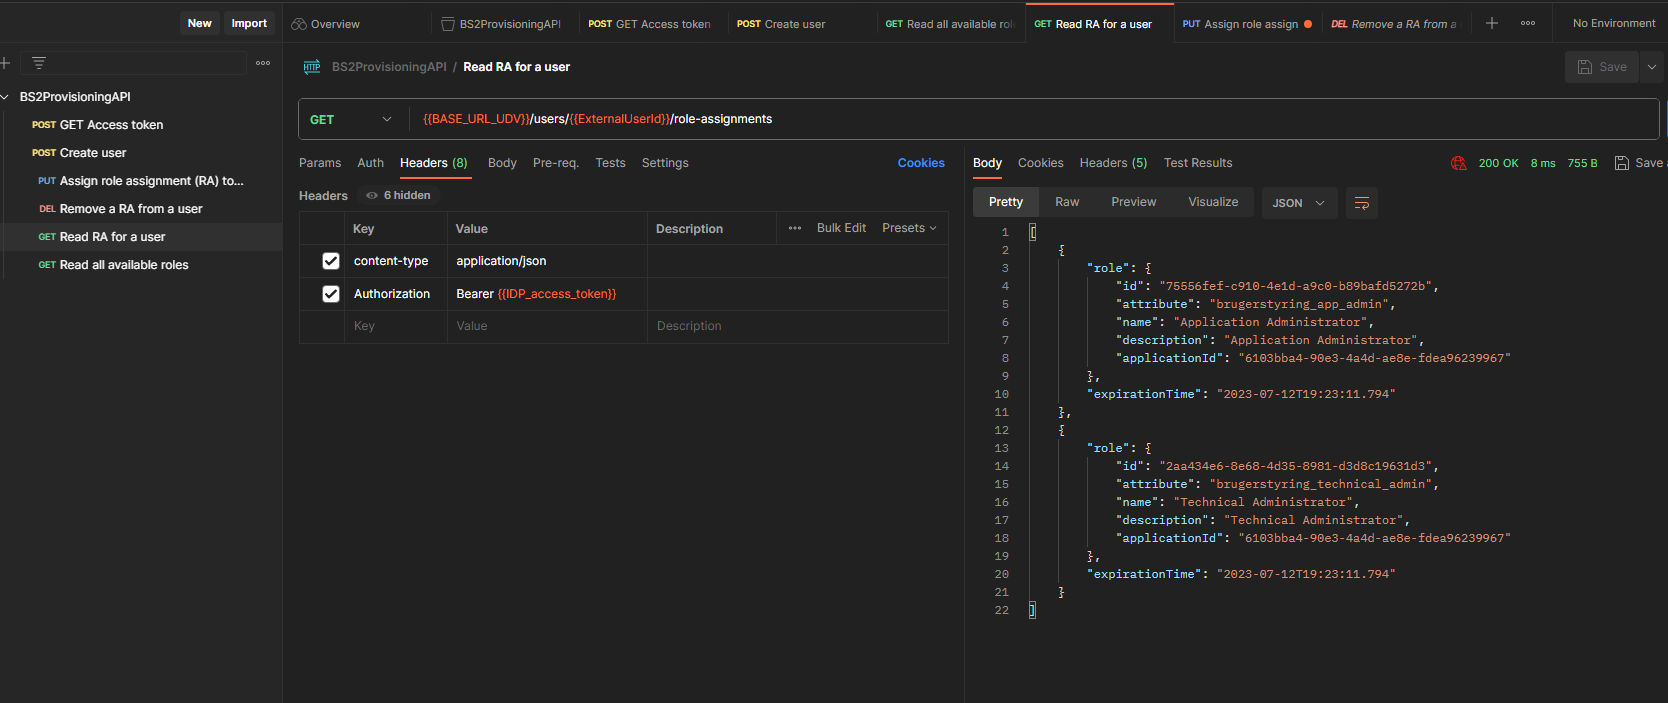 New Import
Overview
BS2ProvisioningAPI
POST GET Access token
POST Create user
GET Read all available
GET Read RA for a user
PUT Assign role assign
DEL Remove a RA from a
No Environment
BS2ProvisioningAPI
POST GET Access token
POST Create user
PUT Assign role assignment (RA) to...
DEL Remove a RA from a user
GET Read RA for a user
GET Read all available roles
HTTP BS2ProvisioningAPI / Read RA for a user
Save
GET {{BASE_URL_UDV}}/users/{{ExternalUserId}}/role-assignments
Params Auth Headers (8) Body Pre-req. Tests Settings Cookies
Headers 6 hidden
Key Value Description Bulk Edit Presets
content-type application/json
Authorization Bearer {{IDP_access_token}}
Key Value Description
Body Cookies Headers (5) Test Results 200 OK 8 ms 755 B Save
Pretty Raw Preview Visualize JSON
1 [
2 {
3 "role": {
4 "id": "75556fef-c910-4e1d-a9c0-b89bafd5272b",
5 "attribute": "brugerstyring_app_admin",
6 "name": "Application Administrator",
7 "description": "Application Administrator",
8 "applicationId": "6103bba4-90e3-4a4d-ae8e-fdea96239967"
9 },
10 "expirationTime": "2023-07-12T19:23:11.794"
11 },
12 {
13 "role": {
14 "id": "2aa434e6-8e68-4d35-8981-d3d8c19631d3",
15 "attribute": "brugerstyring_technical_admin",
16 "name": "Technical Administrator",
17 "description": "Technical Administrator",
18 "applicationId": "6103bba4-90e3-4a4d-ae8e-fdea96239967"
19 },
20 "expirationTime": "2023-07-12T19:23:11.794"
21 }
22 ]